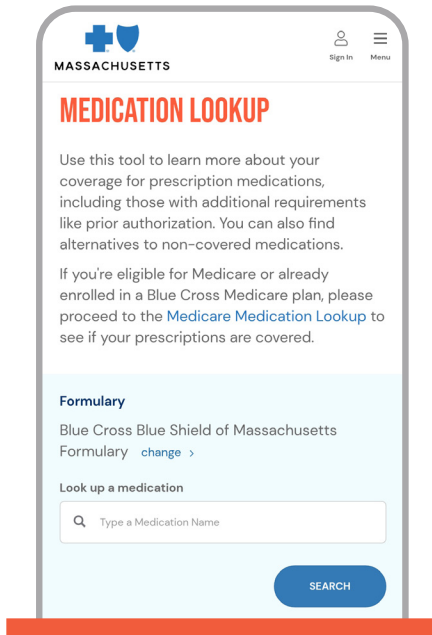 MASSACHUSETTS
Sign In
Menu
MEDICATION LOOKUP
Use this tool to learn more about your
coverage for prescription medications,
including those with additional requirements
like prior authorization. You can also find
alternatives to non-covered medications.
If you're eligible for Medicare or already
enrolled in a Blue Cross Medicare plan, please
proceed to the Medicare Medication Lookup to
see if your prescriptions are covered.
Formulary
Blue Cross Blue Shield of Massachusetts
Formulary change >
Look up a medication
Type a Medication Name
SEARCH